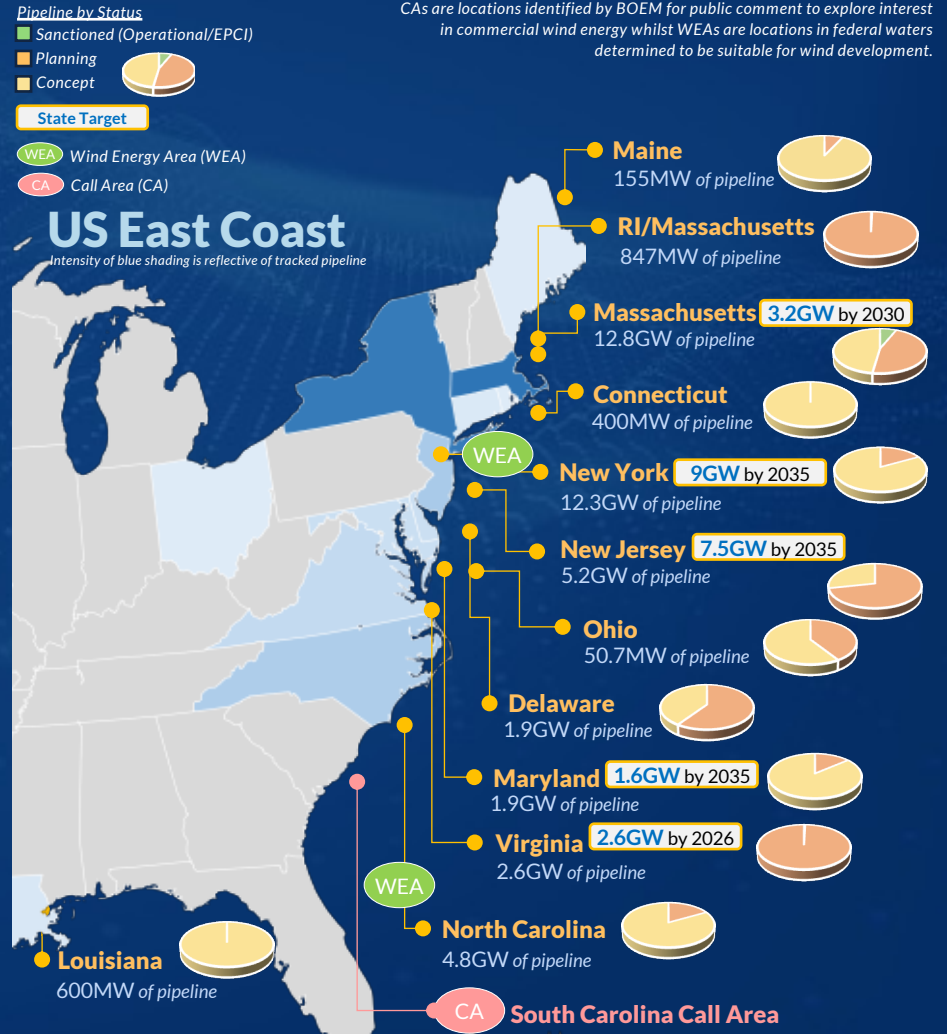 Pipeline by Status
Sanctioned (Operational/EPCI)
Planning
Concept
State Target
WEA Wind Energy Area (WEA)
CA Call Area (CA)
CAs are locations identified by BOEM for public comment to explore interest
in commercial wind energy whilst WEAs are locations in federal waters
determined to be suitable for wind development.
US East Coast
Intensity of blue shading is reflective of tracked pipeline
Maine
155MW of pipeline
RI/Massachusetts
847MW of pipeline
Massachusetts 3.2GW by 2030
12.8GW of pipeline
Connecticut
400MW of pipeline
WEA
New York 9GW by 2035
12.3GW of pipeline
New Jersey 7.5GW by 2035
5.2GW of pipeline
Ohio
50.7MW of pipeline
Delaware
1.9GW of pipeline
Maryland 1.6GW by 2035
1.9GW of pipeline
Virginia 2.6GW by 2026
2.6GW of pipeline
WEA
North Carolina
4.8GW of pipeline
Louisiana
600MW of pipeline
CA South Carolina Call Area